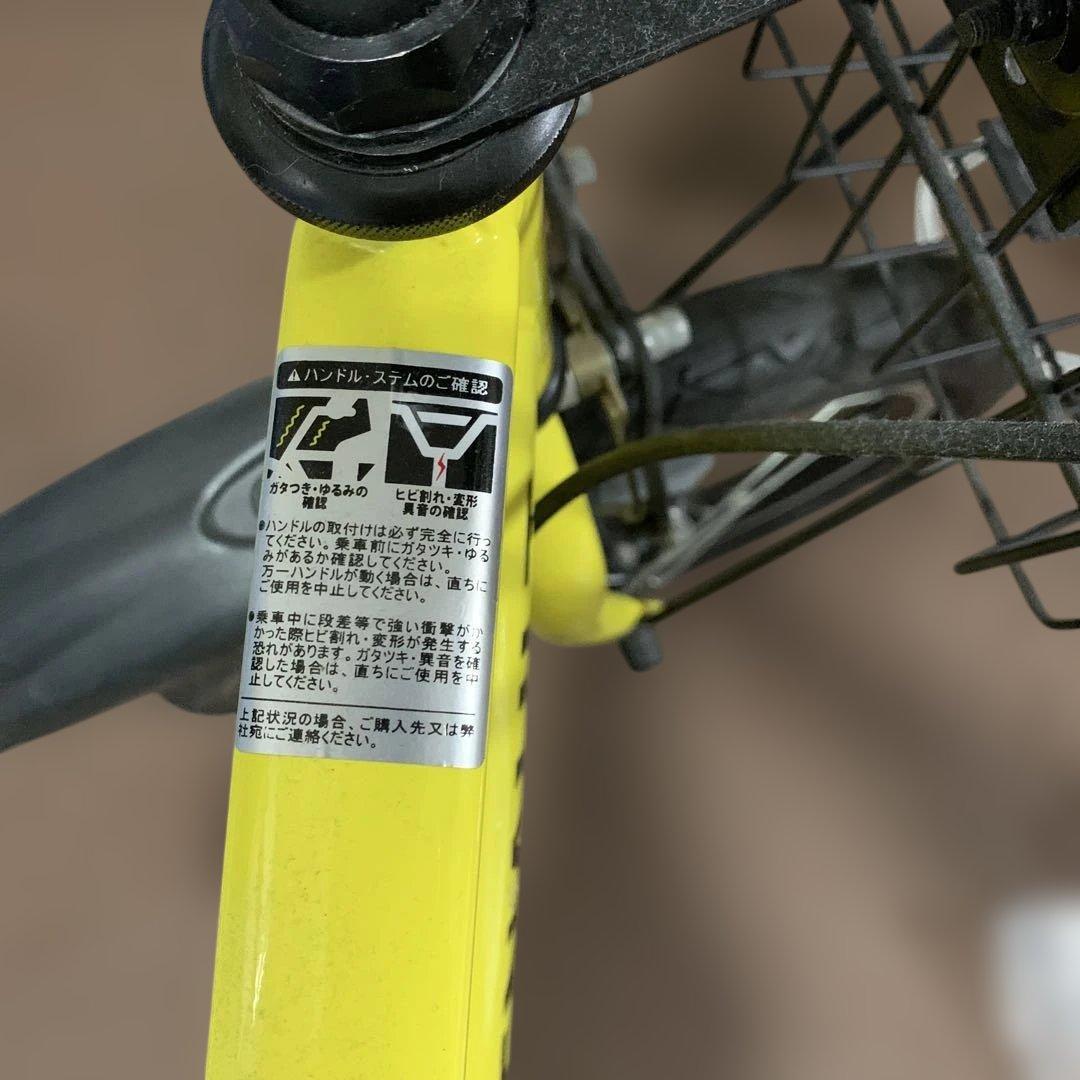 ⚠ハンドル・ステムのご確認
ガタつき・ゆるみの
確認
ヒビ割れ・変形
異音の確認
●ハンドルの取付けは必ず完全に行っ
てください。乗車前にガタツキ・ゆる
みがあるか確認してください。
万一ハンドルが動く場合は、直ちに
ご使用を中止してください。
●乗車中に段差等で強い衝撃がか
かった際ヒビ割れ・変形が発生する
恐れがあります。ガタツキ・異音を確
認した場合は、直ちにご使用を中
止してください。
上記状況の場合、ご購入先又は弊
社宛にご連絡ください。